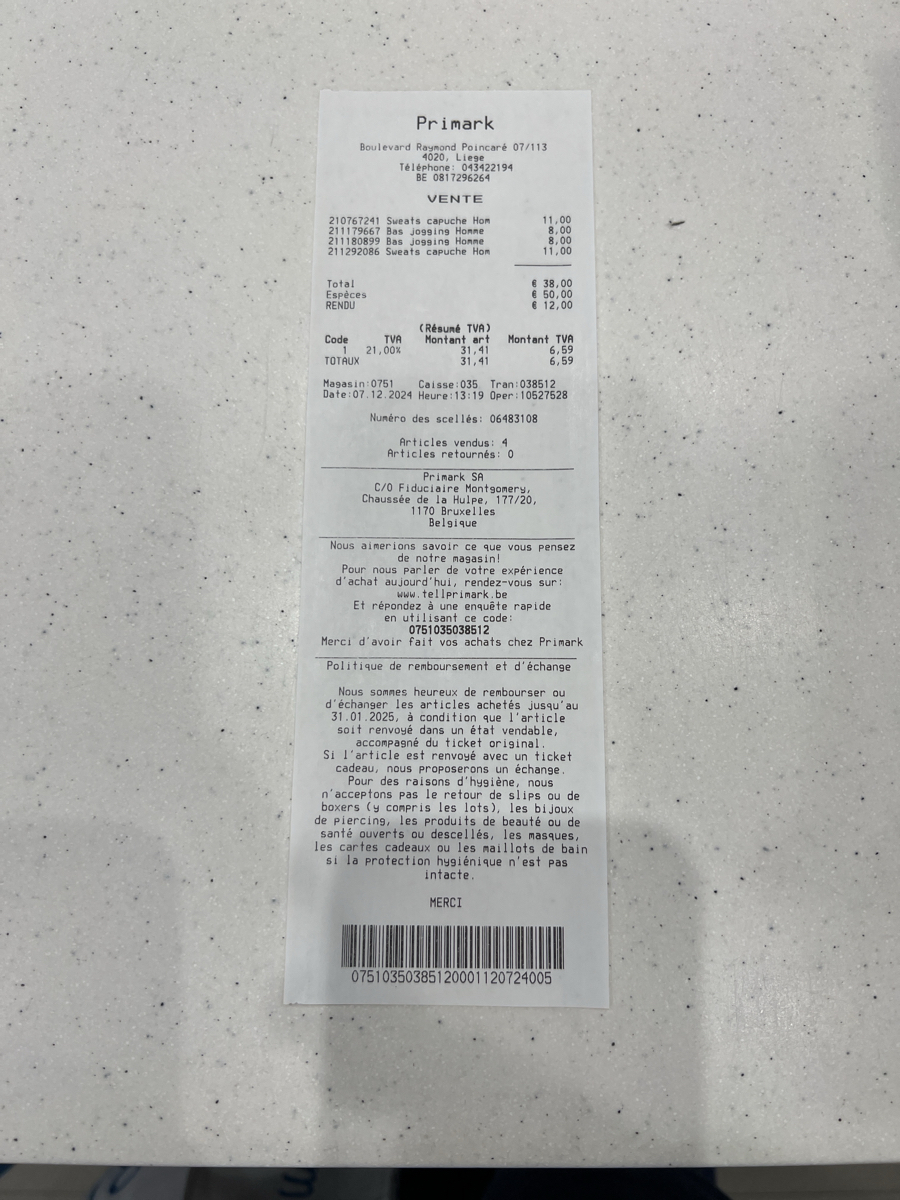 Primark
Boulevard Raymond Poincaré 07/113
4020, Liege
Téléphone: 043422194
BE 0817296264
VENTE
210767241 Sweats capuche Hom 11,00
211179667 Bas jogging Homme 8,00
211180899 Bas jogging Homme 8,00
211292086 Sweats capuche Hom 11,00
Total € 38,00
Espèces € 50,00
RENDU € 12,00
(Résumé TVA)
Code TVA Montant art Montant TVA
1 21,00% 31,41 6,59
TOTAUX 31,41 6,59
Magasin:0751 Caisse:035 Tran:038512
Date:07.12.2024 Heure:13:19 Oper:10527528
Numéro des scellés: 06483108
Articles vendus: 4
Articles retournés: 0
Primark SA
C/O Fiduciaire Montgomery,
Chaussée de la Hulpe, 177/20,
1170 Bruxelles
Belgique
Nous aimerions savoir ce que vous pensez
de notre magasin!
Pour nous parler de votre expérience
d'achat aujourd'hui, rendez-vous sur:
www.tellprimark.be
Et répondez à une enquête rapide
en utilisant ce code:
0751035038512
Merci d'avoir fait vos achats chez Primark
Politique de remboursement et d'échange
Nous sommes heureux de rembourser ou
d'échanger les articles achetés jusqu'au
31.01.2025, à condition que l'article
soit renvoyé dans un état vendable,
accompagné du ticket original.
Si l'article est renvoyé avec un ticket
cadeau, nous proposerons un échange.
Pour des raisons d'hygiène, nous
n'acceptons pas le retour de slips ou de
boxers (y compris les lots), les bijoux
de piercing, les produits de beauté ou de
santé ouverts ou descellés, les masques,
les cartes cadeaux ou les maillots de bain
si la protection hygiénique n'est pas
intacte.
MERCI
07510350385120001120724005